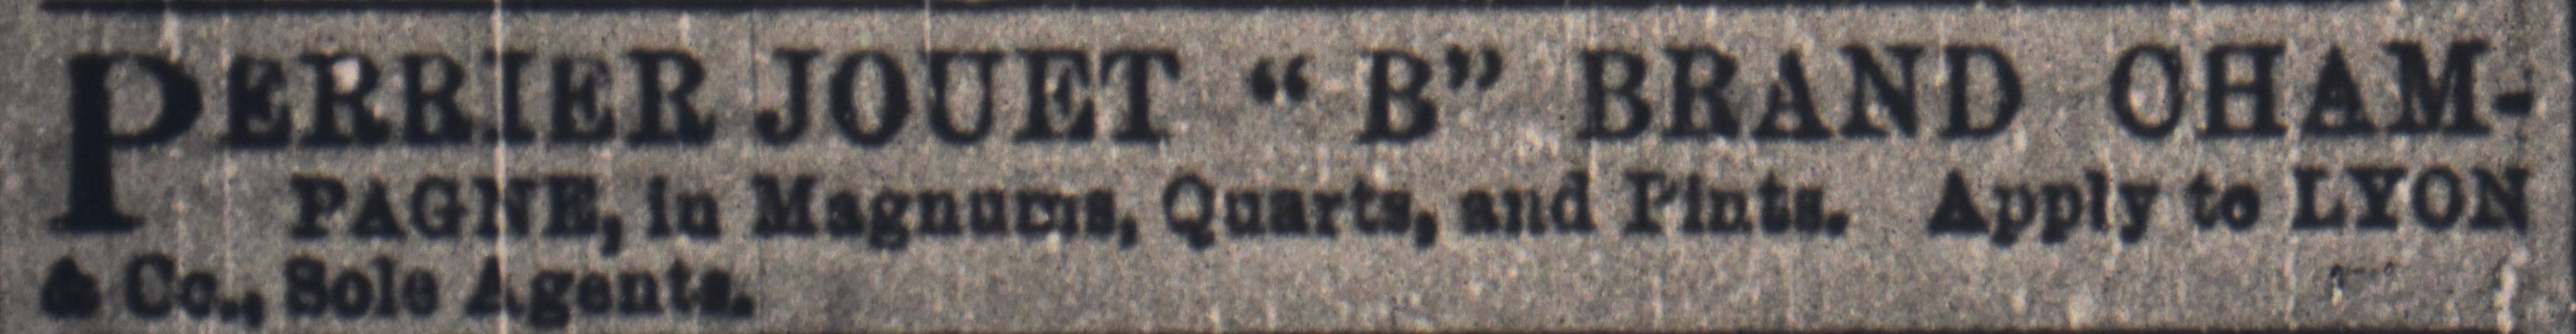 PERRIER JOUET “B” BRAND CHAM-
PAGNE, in Magnums, Quarts, and Pints. Apply to LYON
& Co., Sole Agents.